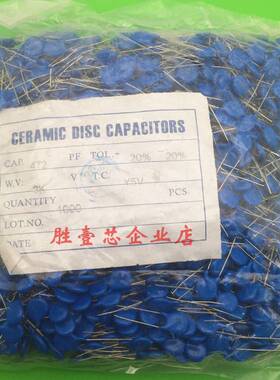 CERAMIC DISC CAPACITORS
CAP. 472 PF TOL. 20% 20%
W.V. 2K V T.C. Y5V
QUANTITY 1000 PCS
LOT.NO.
DATE
胜壹芯企业店